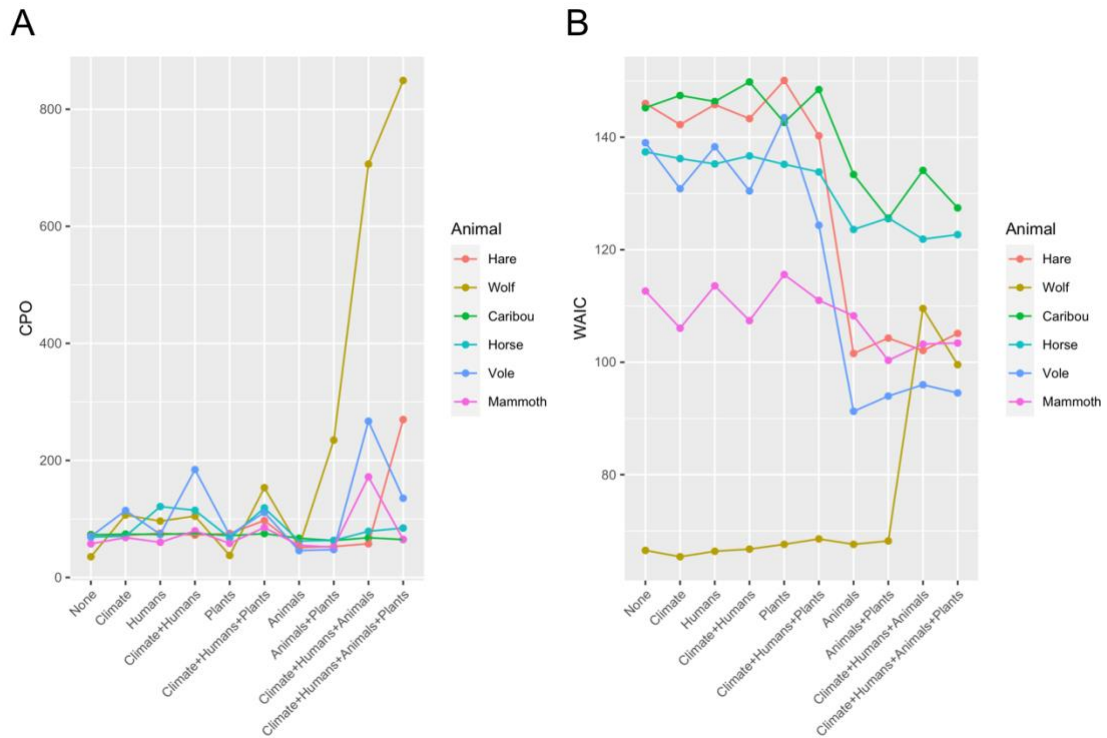 A
CPO
800
600
400
200
0
None
Climate
Humans
Climate+Humans
Plants
Climate+Humans+Plants
Animals
Animals+Plants
Climate+Humans+Animals
Climate+Humans+Animals+Plants
Animal
Hare
Wolf
Caribou
Horse
Vole
Mammoth
B
WAIC
140
120
100
80
None
Climate
Humans
Climate+Humans
Plants
Climate+Humans+Plants
Animals
Animals+Plants
Climate+Humans+Animals
Climate+Humans+Animals+Plants
Animal
Hare
Wolf
Caribou
Horse
Vole
Mammoth